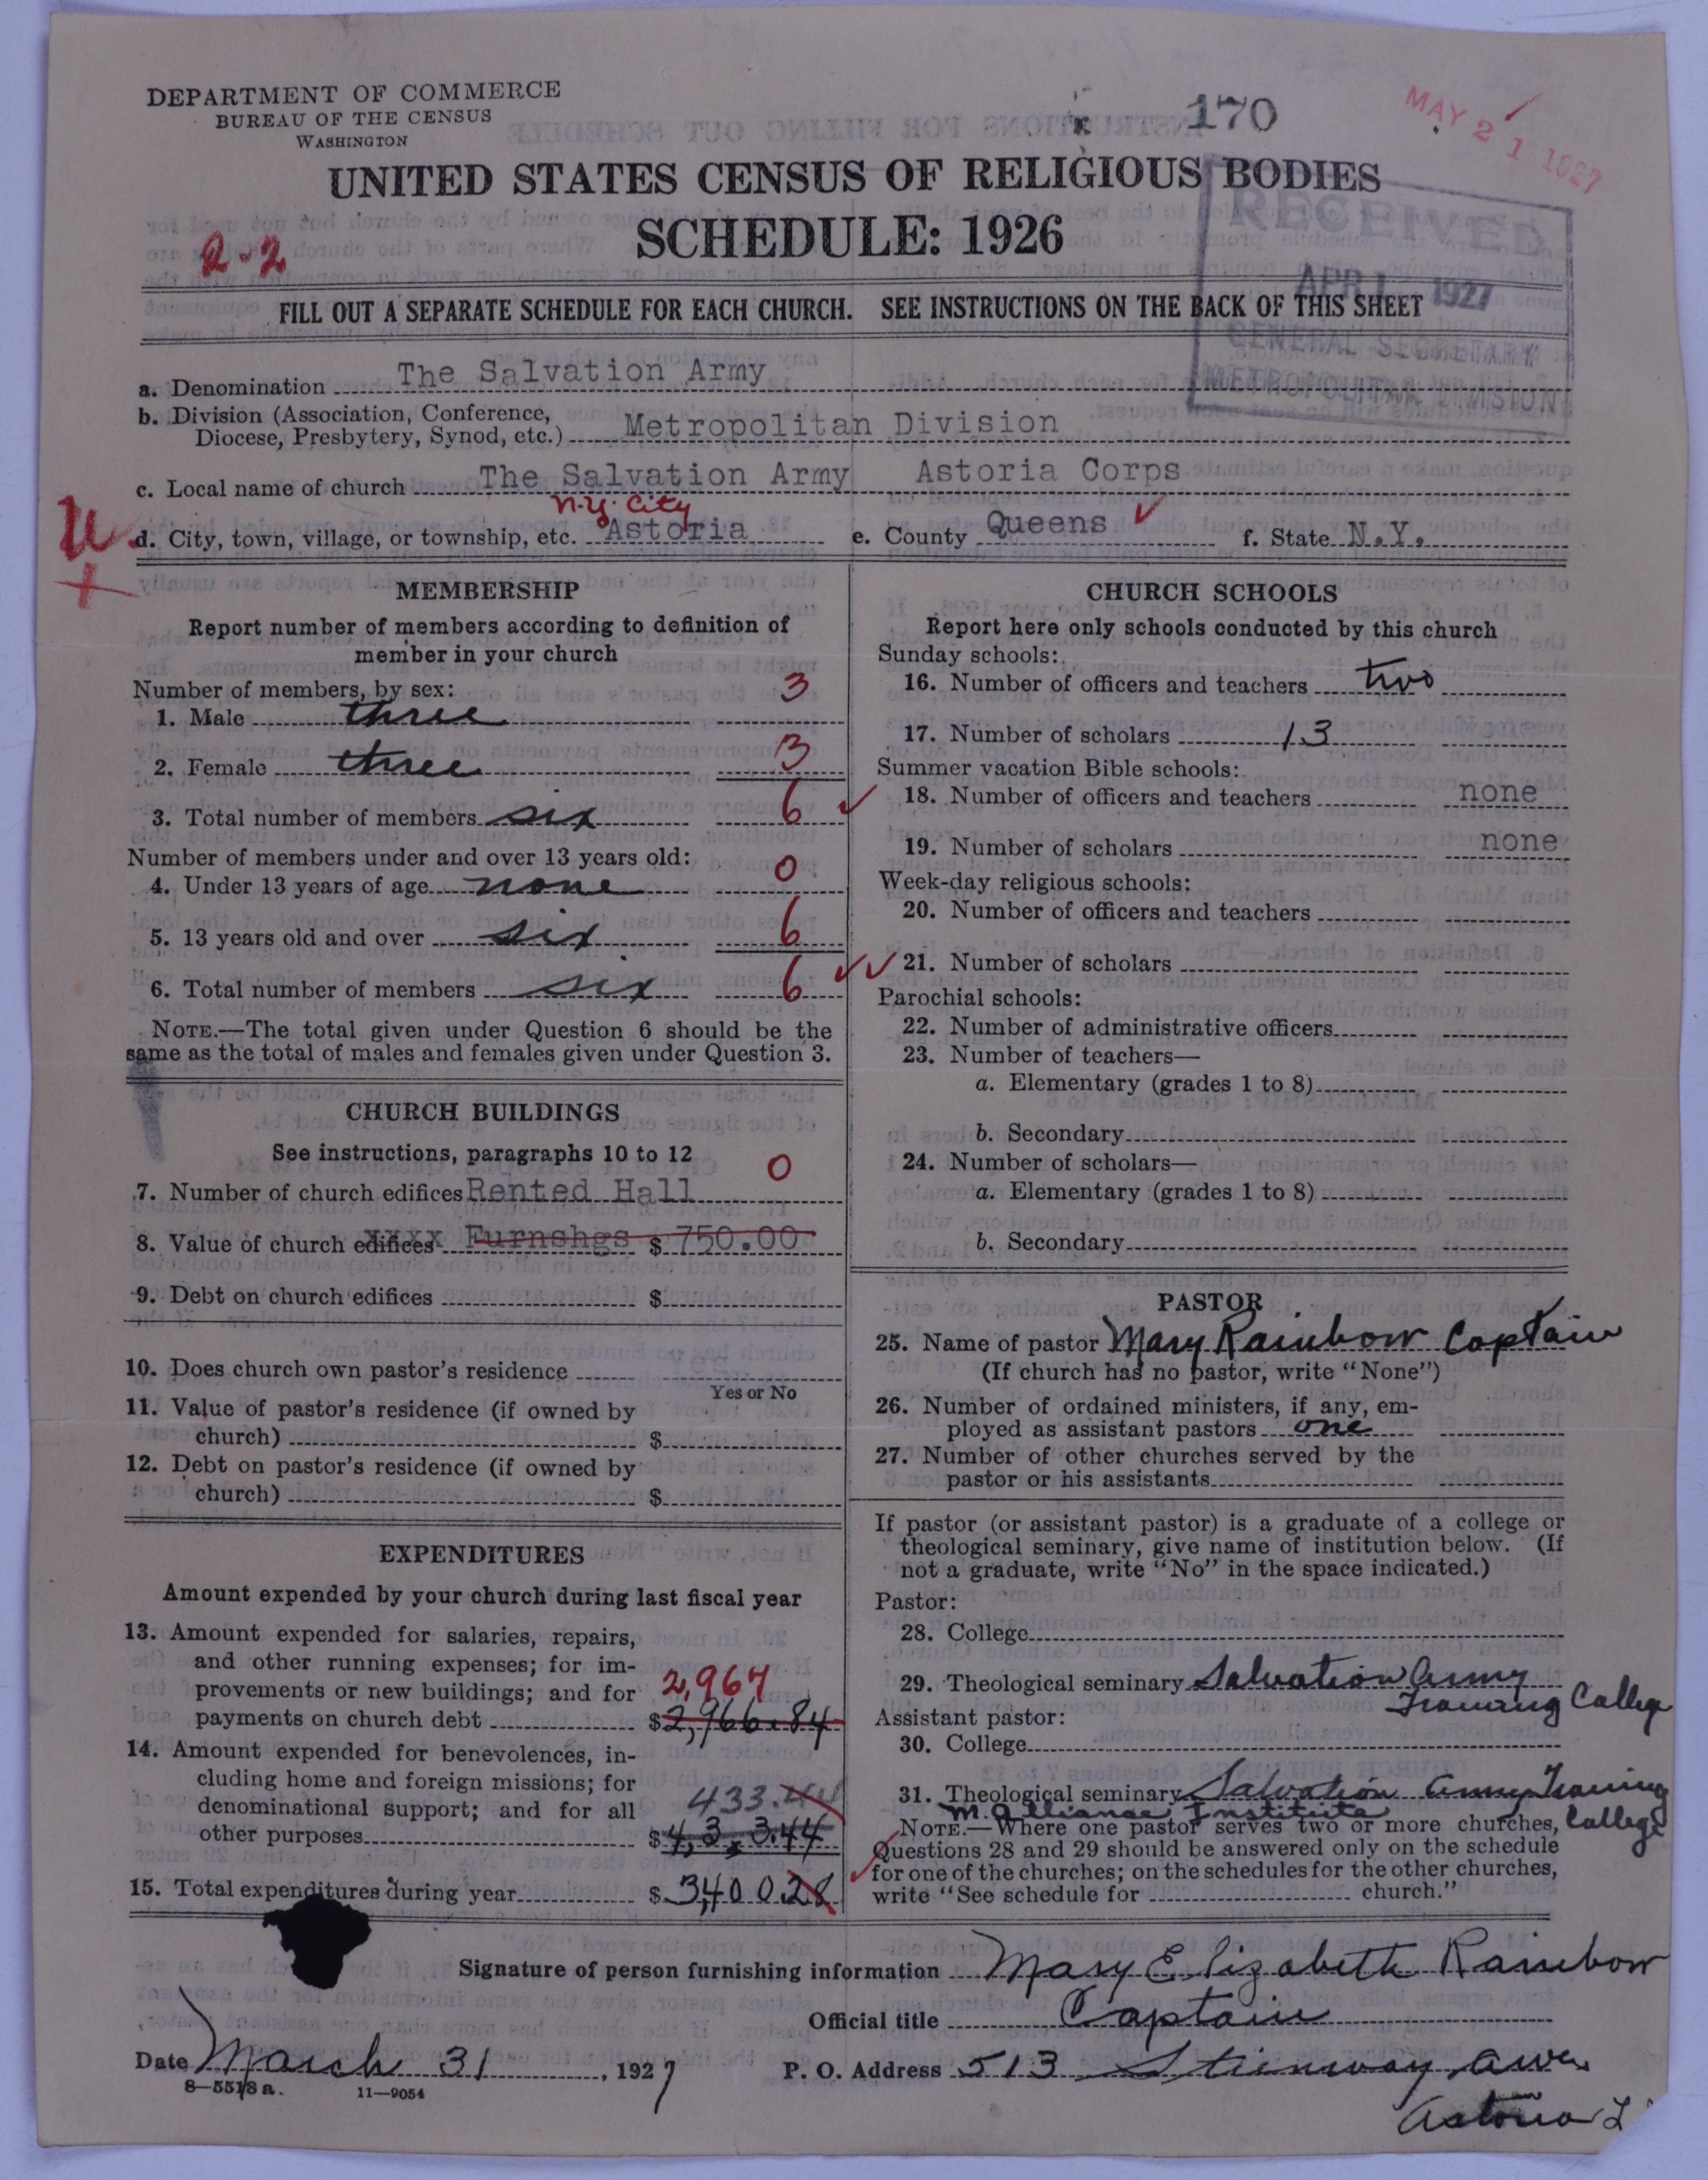 DEPARTMENT OF COMMERCE
BUREAU OF THE CENSUS
WASHINGTON
170
MAY 21 1927
UNITED STATES CENSUS OF RELIGIOUS BODIES
SCHEDULE: 1926
R-2
RECEIVED
APR 1 1927
GENERAL SECRETARY
METROPOLITAN DIVISION
FILL OUT A SEPARATE SCHEDULE FOR EACH CHURCH. SEE INSTRUCTIONS ON THE BACK OF THIS SHEET
a. Denomination The Salvation Army
b. Division (Association, Conference,
Diocese, Presbytery, Synod, etc.) Metropolitan Division
c. Local name of church The Salvation Army Astoria Corps
N.Y. City
d. City, town, village, or township, etc. Astoria e. County Queens f. State N.Y.
MEMBERSHIP
Report number of members according to definition of
member in your church
Number of members, by sex:
1. Male three 3
2. Female three 3
3. Total number of members six 6
Number of members under and over 13 years old:
4. Under 13 years of age none 0
5. 13 years old and over six 6
6. Total number of members six 6
NOTE.—The total given under Question 6 should be the
same as the total of males and females given under Question 3.
CHURCH BUILDINGS
See instructions, paragraphs 10 to 12
7. Number of church edifices Rented Hall 0
8. Value of church edifices xxxx Furnshgs $ 750.00
9. Debt on church edifices $
10. Does church own pastor's residence
Yes or No
11. Value of pastor's residence (if owned by
church) $
12. Debt on pastor's residence (if owned by
church) $
EXPENDITURES
Amount expended by your church during last fiscal year
13. Amount expended for salaries, repairs,
and other running expenses; for im-
provements or new buildings; and for 2,967
payments on church debt $2,966.84
14. Amount expended for benevolences, in-
cluding home and foreign missions; for
denominational support; and for all 433.44
other purposes $4,3,3.44
15. Total expenditures during year $3,400 28
CHURCH SCHOOLS
Report here only schools conducted by this church
Sunday schools:
16. Number of officers and teachers two
17. Number of scholars 13
Summer vacation Bible schools:
18. Number of officers and teachers none
19. Number of scholars none
Week-day religious schools:
20. Number of officers and teachers
21. Number of scholars
Parochial schools:
22. Number of administrative officers
23. Number of teachers—
a. Elementary (grades 1 to 8)
b. Secondary
24. Number of scholars—
a. Elementary (grades 1 to 8)
b. Secondary
PASTOR
25. Name of pastor Mary Rainbow Captain
(If church has no pastor, write "None")
26. Number of ordained ministers, if any, em-
ployed as assistant pastors one
27. Number of other churches served by the
pastor or his assistants
If pastor (or assistant pastor) is a graduate of a college or
theological seminary, give name of institution below. (If
not a graduate, write "No" in the space indicated.)
Pastor:
28. College
29. Theological seminary Salvation Army
Training College
Assistant pastor:
30. College
31. Theological seminary Salvation Army Training
College
M. Alliance Institute
NOTE.—Where one pastor serves two or more churches,
Questions 28 and 29 should be answered only on the schedule
for one of the churches; on the schedules for the other churches,
write "See schedule for church."
Signature of person furnishing information Mary Elizabeth Rainbow
Official title Captain
Date March 31, 1927 P. O. Address 513 Steinway Ave
Astoria L
8—5518 a. 11—9054